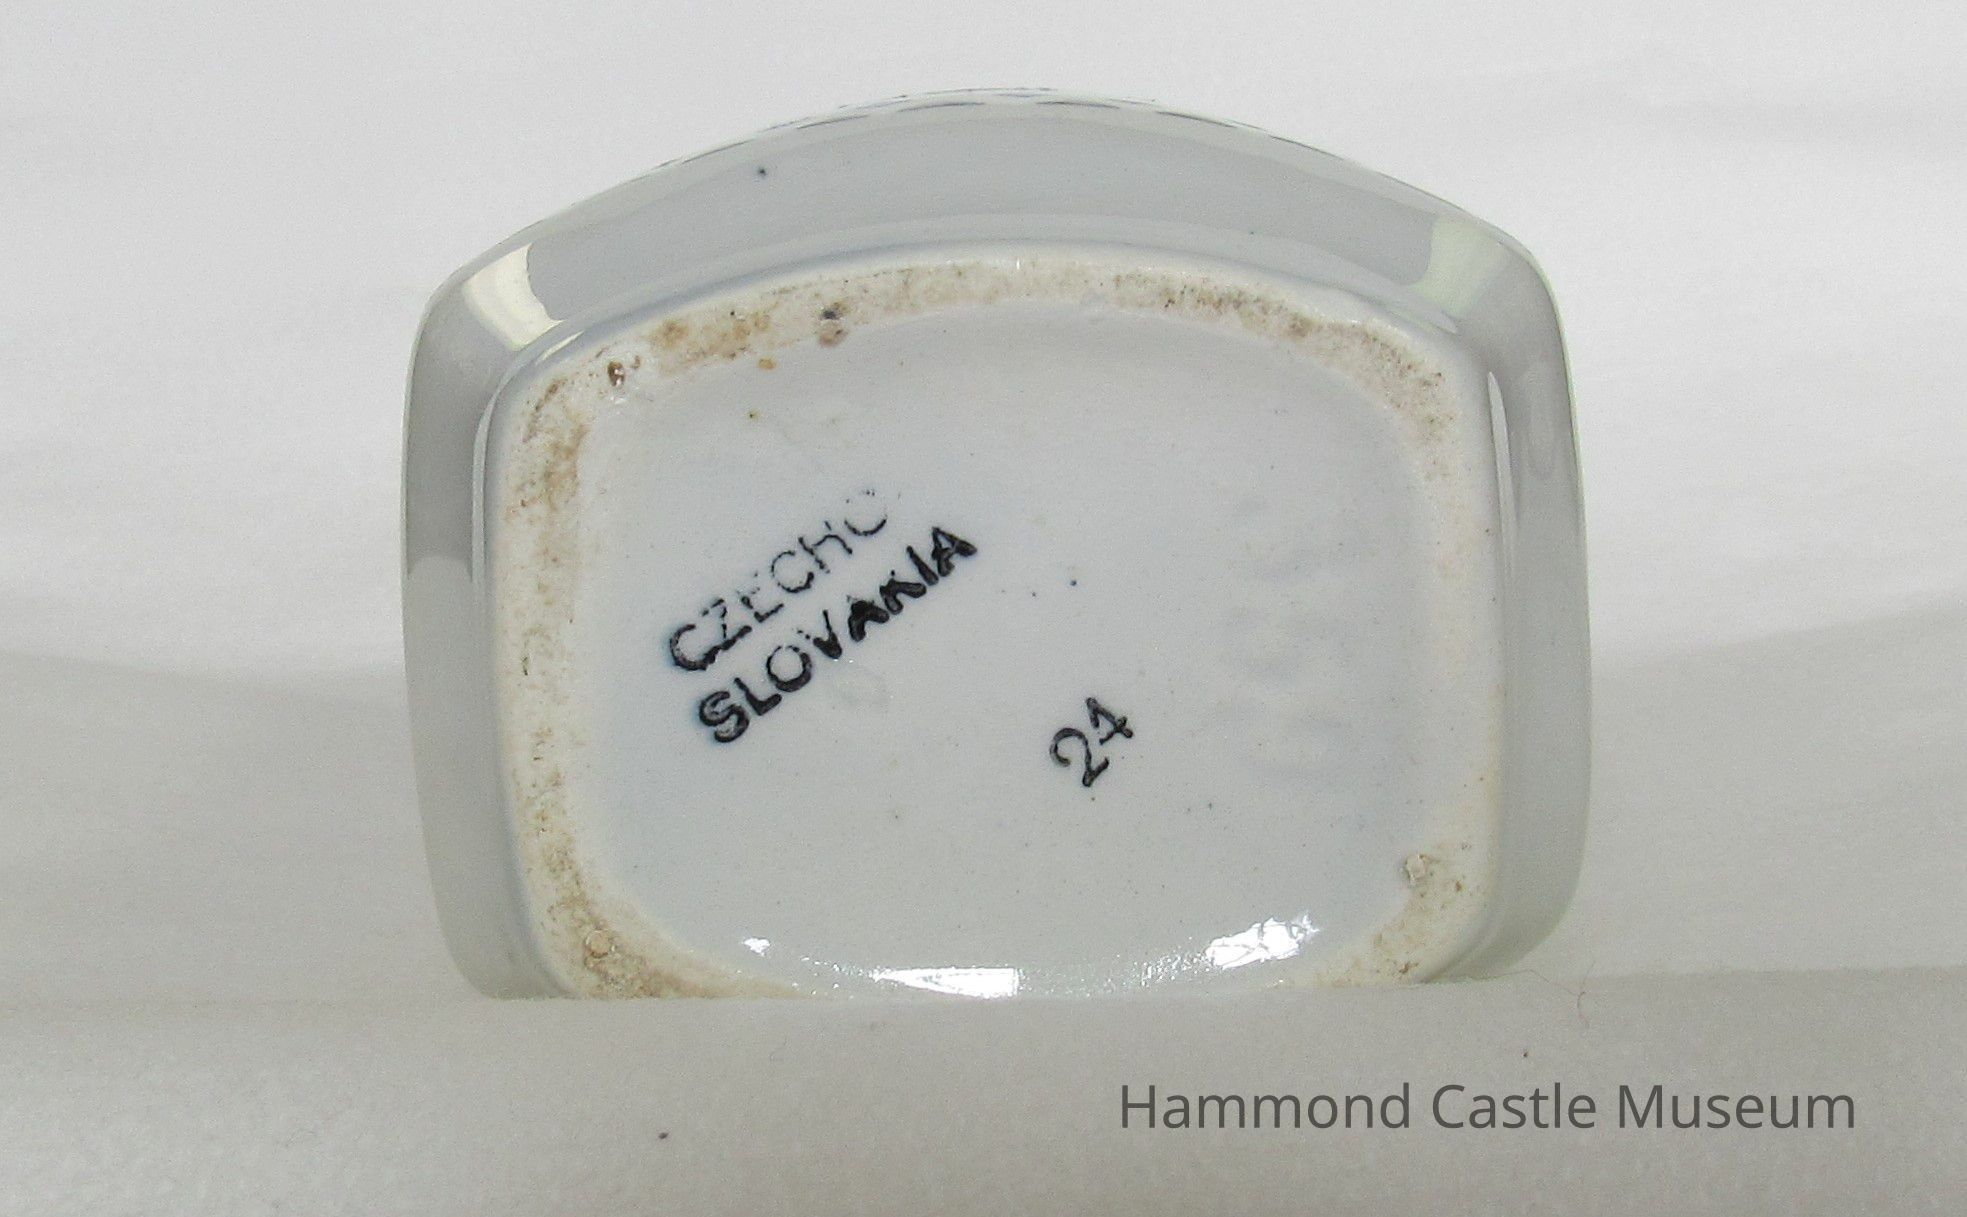 CZECHO
SLOVAKIA
24
Hammond Castle Museum